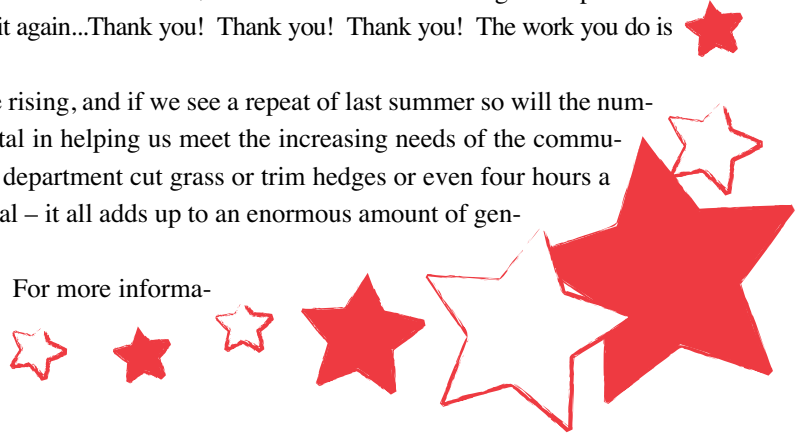 it again...Thank you! Thank you! Thank you! The work you do is
rising, and if we see a repeat of last summer so will the num-
tal in helping us meet the increasing needs of the commu-
department cut grass or trim hedges or even four hours a
al – it all adds up to an enormous amount of gen-
For more informa-